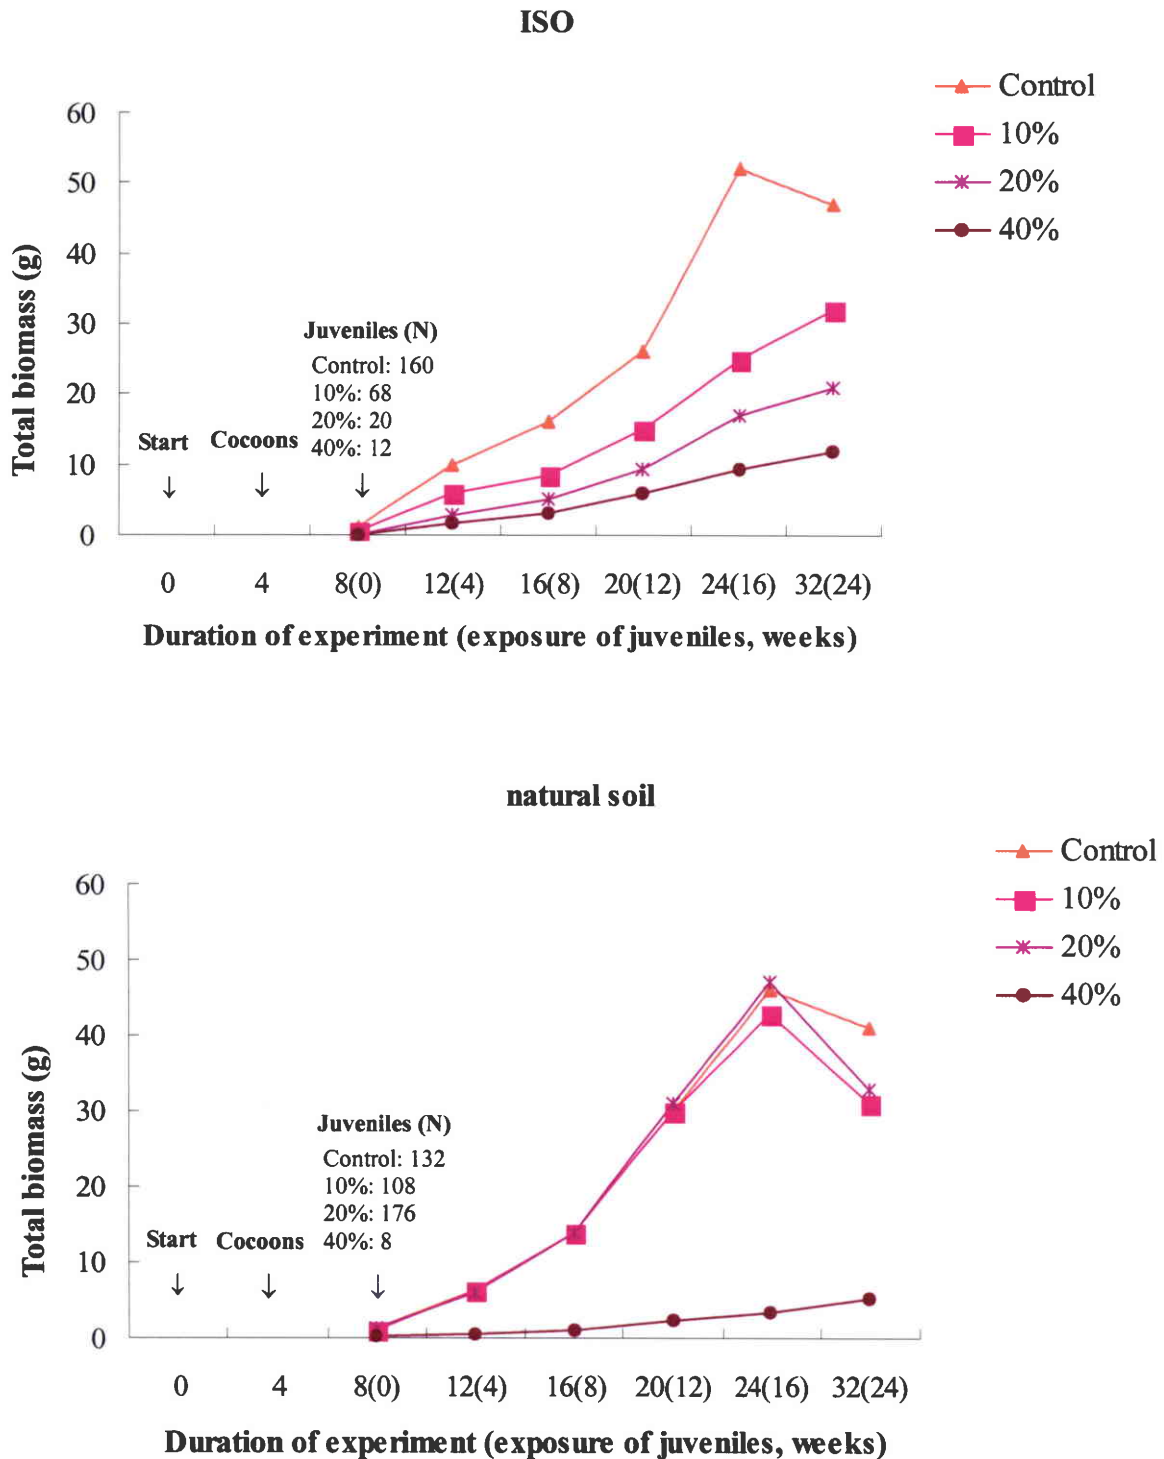 ISO
Control
10%
20%
40%
Total biomass (g)
60
50
40
30
20
10
0
Juveniles (N)
Control: 160
10%: 68
20%: 20
40%: 12
Start
Cocoons
0
4
8(0)
12(4)
16(8)
20(12)
24(16)
32(24)
Duration of experiment (exposure of juveniles, weeks)
natural soil
Control
10%
20%
40%
Total biomass (g)
60
50
40
30
20
10
0
Juveniles (N)
Control: 132
10%: 108
20%: 176
40%: 8
Start
Cocoons
0
4
8(0)
12(4)
16(8)
20(12)
24(16)
32(24)
Duration of experiment (exposure of juveniles, weeks)